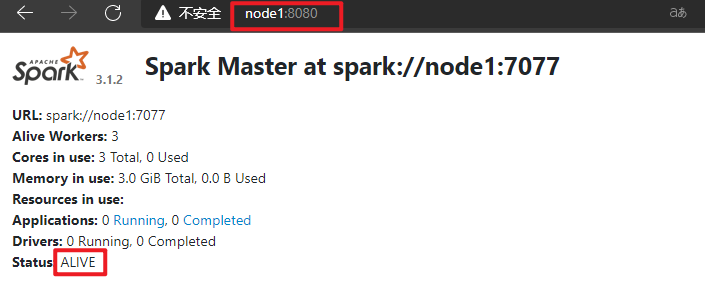 不安全 node1:8080 aあ
APACHE
Spark 3.1.2 Spark Master at spark://node1:7077
URL: spark://node1:7077
Alive Workers: 3
Cores in use: 3 Total, 0 Used
Memory in use: 3.0 GiB Total, 0.0 B Used
Resources in use:
Applications: 0 Running, 0 Completed
Drivers: 0 Running, 0 Completed
Status: ALIVE